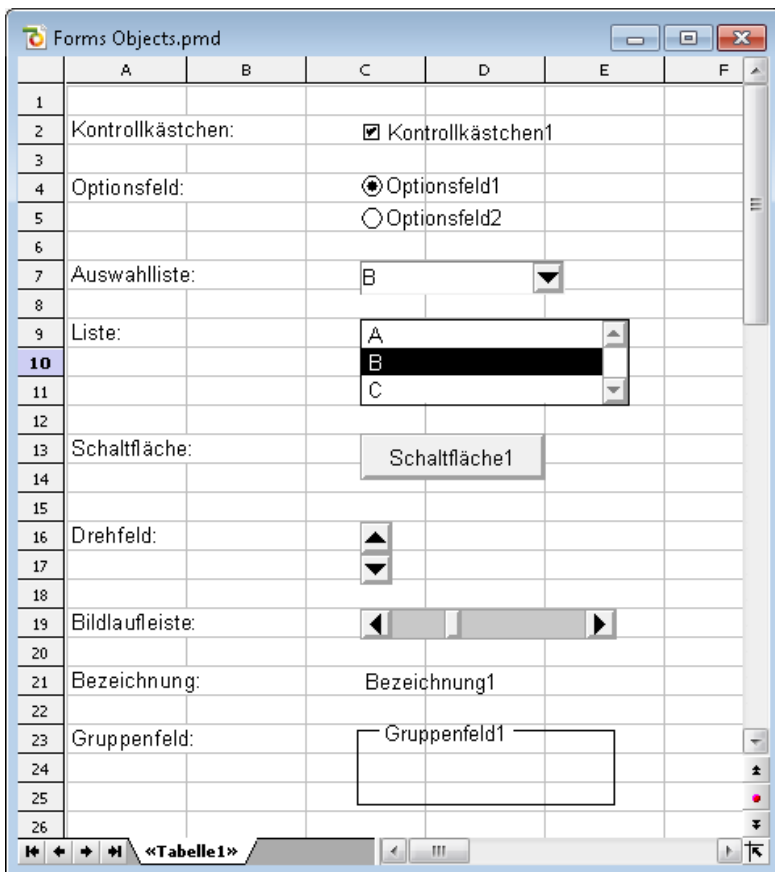 Forms Objects.pmd
A B C D E F
1
2 Kontrollkästchen: Kontrollkästchen1
3
4 Optionsfeld: Optionsfeld1
5 Optionsfeld2
6
7 Auswahlliste: B
8
9 Liste: A
10 B
11 C
12
13 Schaltfläche: Schaltfläche1
14
15
16 Drehfeld:
17
18
19 Bildlaufleiste:
20
21 Bezeichnung: Bezeichnung1
22
23 Gruppenfeld: Gruppenfeld1
24
25
26
«Tabelle1»